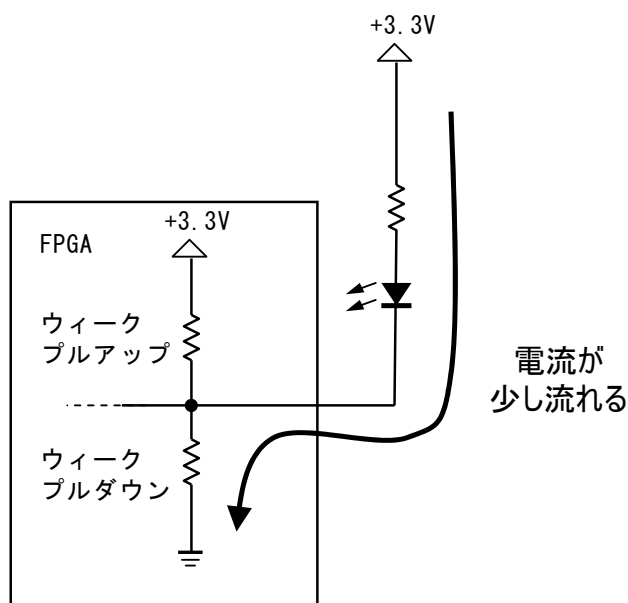 +3.3V
+3.3V
FPGA
ウィーク
プルアップ
電流が
少し流れる
ウィーク
プルダウン